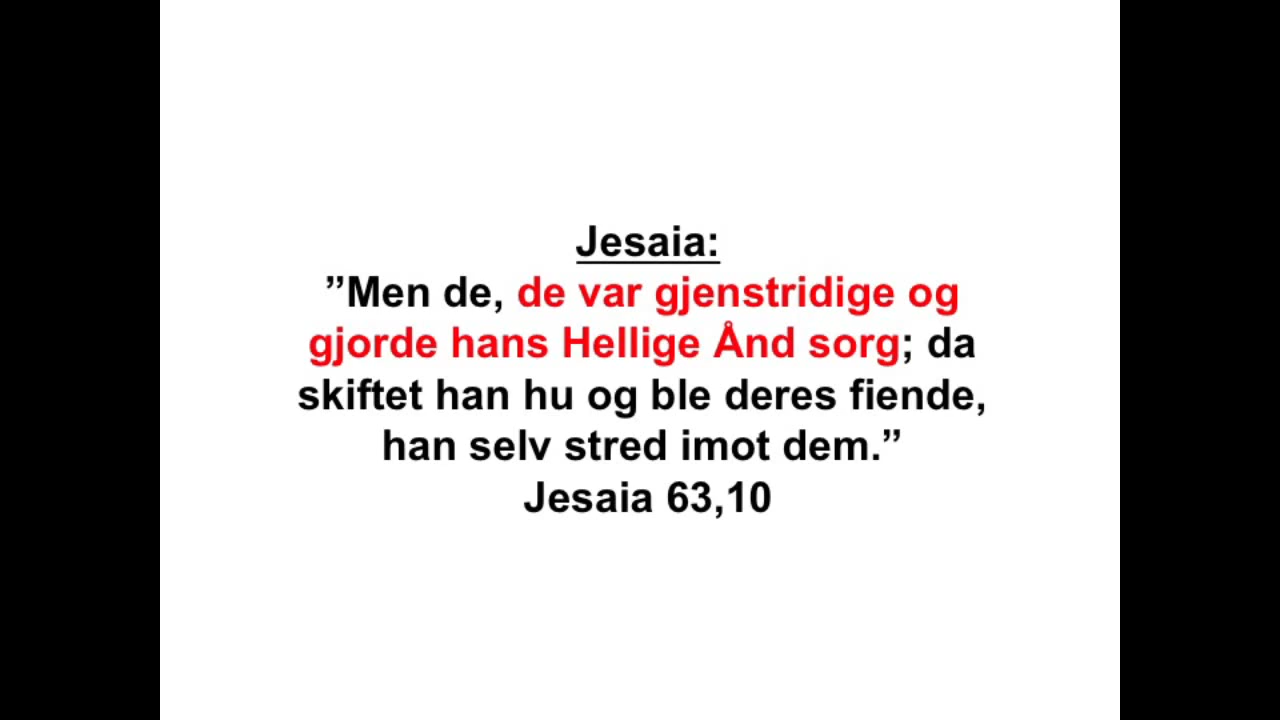 Jesaia:
”Men de, de var gjenstridige og
gjorde hans Hellige Ånd sorg; da
skiftet han hu og ble deres fiende,
han selv stred imot dem.”
Jesaia 63,10